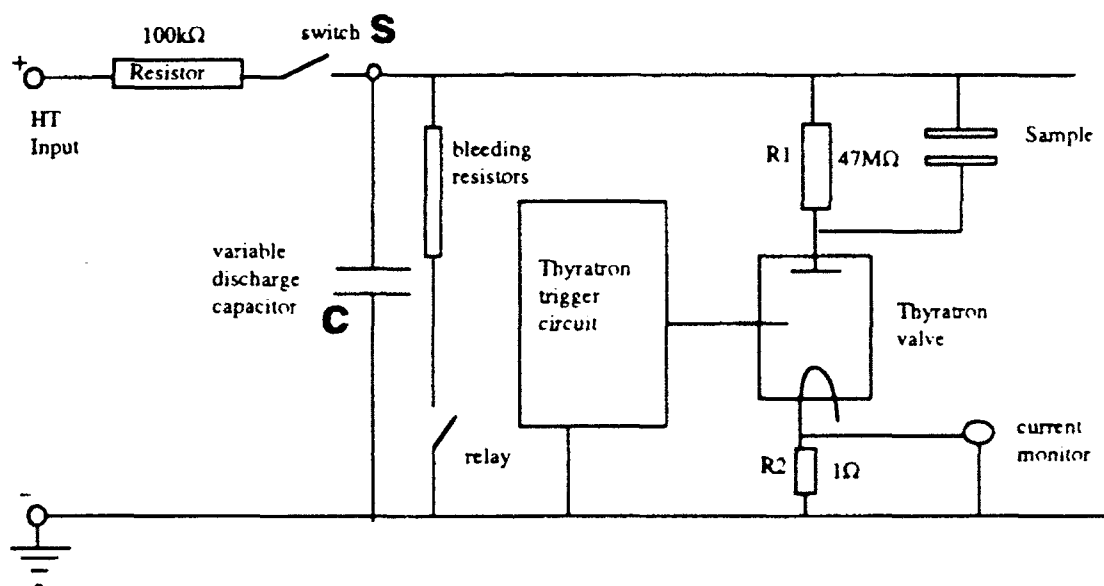 100kΩ
switch S
+
Resistor
HT
Input
bleeding
resistors
R1
47MΩ
Sample
variable
discharge
capacitor
C
Thyratron
trigger
circuit
Thyratron
valve
relay
R2
1Ω
current
monitor
-